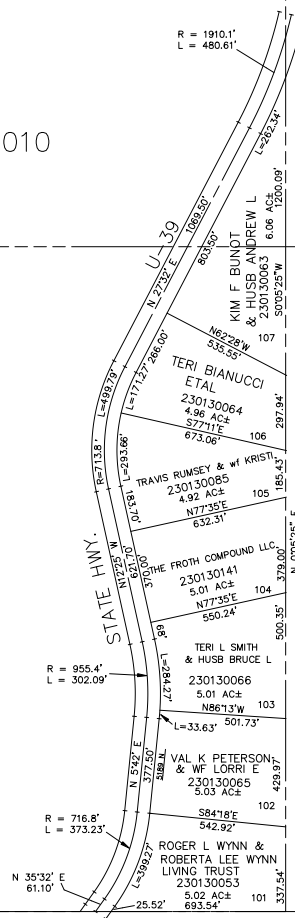 R = 1910.1'
L = 480.61'
L=262.34'
010
U-39
1069.50'
N 27°32' E
803.50'
KIM F BUNOT
& HUSB ANDREW L
230130063
6.06 AC±
1200.09'
S0°05'25"W
107
N62°28'W
535.55'
266.00'
L=171.27'
TERI BIANUCCI
ETAL
230130064
4.96 AC±
S77°11'E
673.06'
297.94'
106
L=499.79'
R=713.8'
L=293.66'
TRAVIS RUMSEY & wf KRISTI
230130085
4.92 AC±
N77°35'E
632.31'
185.43'
105
183.70'
STATE HWY.
N12°25' W
621.70'
370.00'
THE FROTH COMPOUND LLC
230130141
5.01 AC±
N77°35'E
550.24'
379.00'
104
N 0°05'25" E
500.35'
68'
TERI L SMITH
& HUSB BRUCE L
230130066
5.01 AC±
N86°13'W
501.73'
103
L=284.27'
R = 955.4'
L = 302.09'
L=33.63'
N 5°42' E
377.50'
5189 N
VAL K PETERSON
& WF LORRI E
230130065
5.03 AC±
429.97'
102
S84°18'E
542.92'
R = 716.8'
L = 373.23'
L=399.27'
ROGER L WYNN &
ROBERTA LEE WYNN
LIVING TRUST
230130053
5.02 AC±
101
337.54'
N 35°32' E
61.10'
25.52'
693.54'